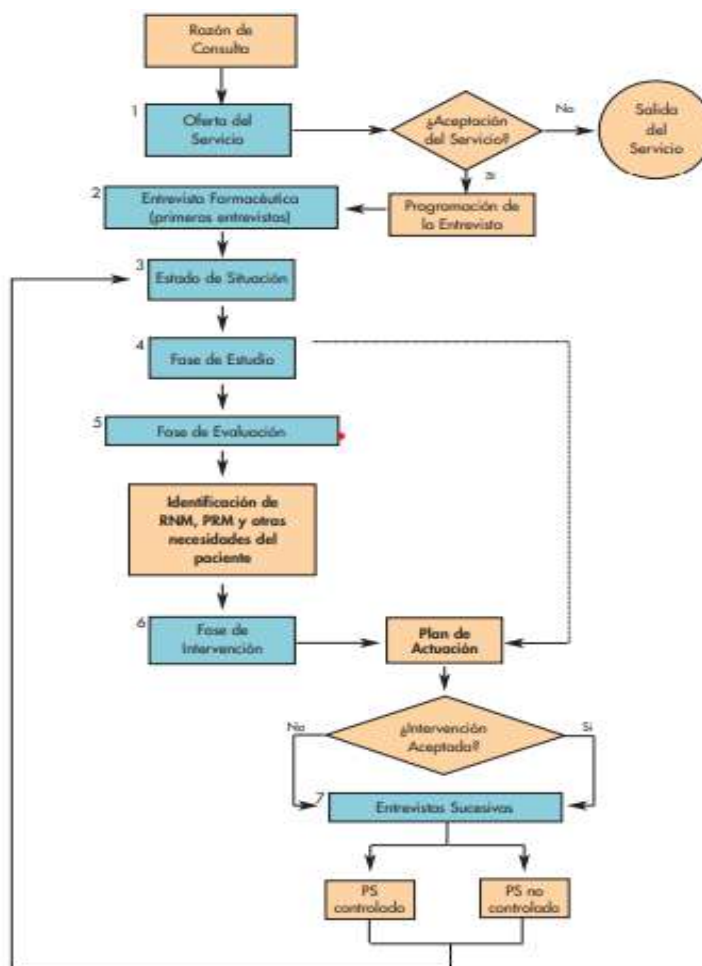 Razón de
Consulta
1
Oferta del
Servicio
¿Aceptación
del Servicio?
No
Salida
del
Servicio
Si
2
Entrevista Farmacéutica
(primeras entrevistas)
Programación de
la Entrevista
3
Estado de Situación
4
Fase de Estudio
5
Fase de Evaluación
Identificación de
RNM, PRM y otras
necesidades del
paciente
6
Fase de
Intervención
Plan de
Actuación
No
¿Intervención
Aceptada?
Si
7
Entrevistas Sucesivas
PS
controlado
PS no
controlado